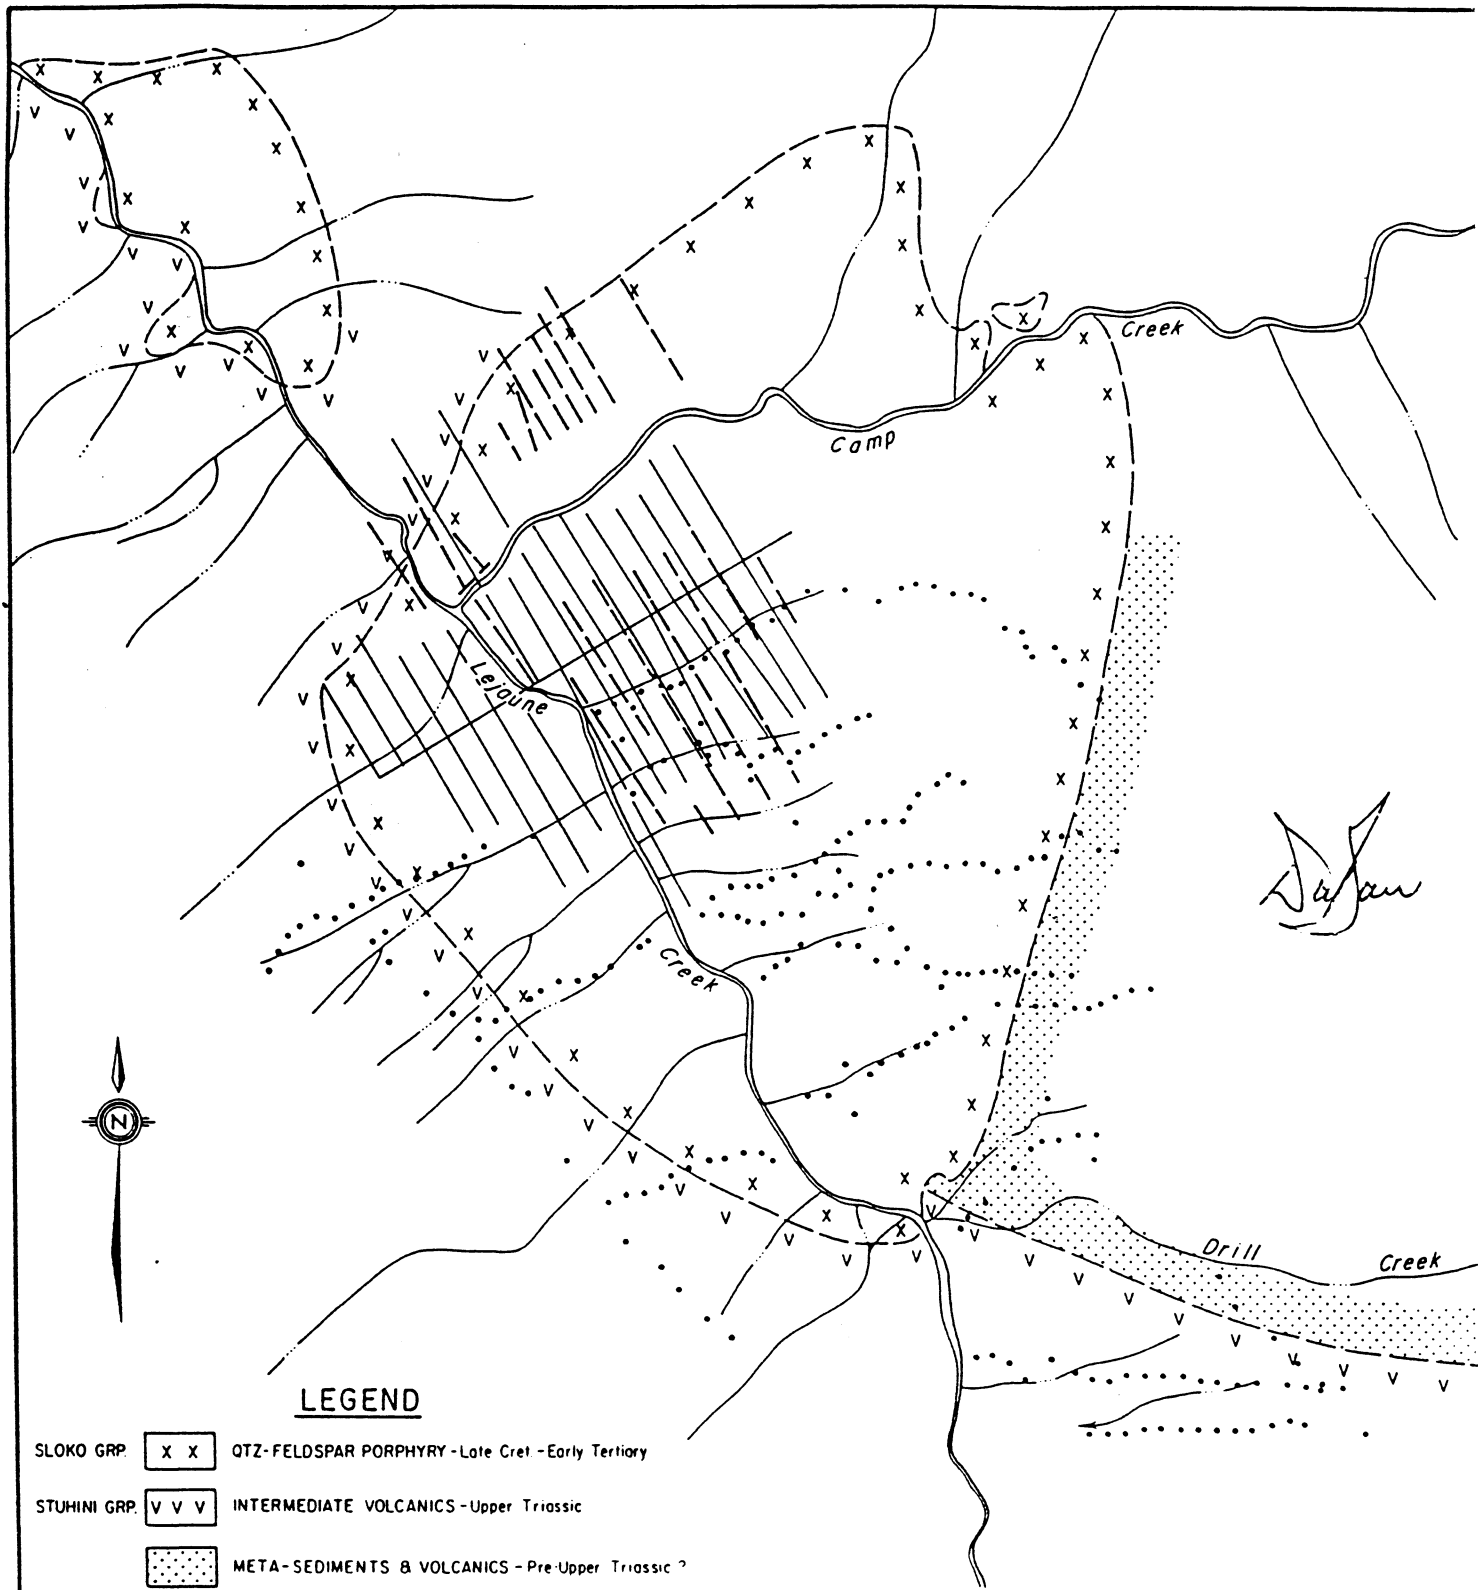 Creek
Camp
Lejaune
Creek
N
Drill
Creek
LEGEND
SLOKO GRP. X X QTZ-FELDSPAR PORPHYRY - Late Cret. - Early Tertiary
STUHINI GRP. V V V INTERMEDIATE VOLCANICS - Upper Triassic
META-SEDIMENTS & VOLCANICS - Pre-Upper Triassic ?